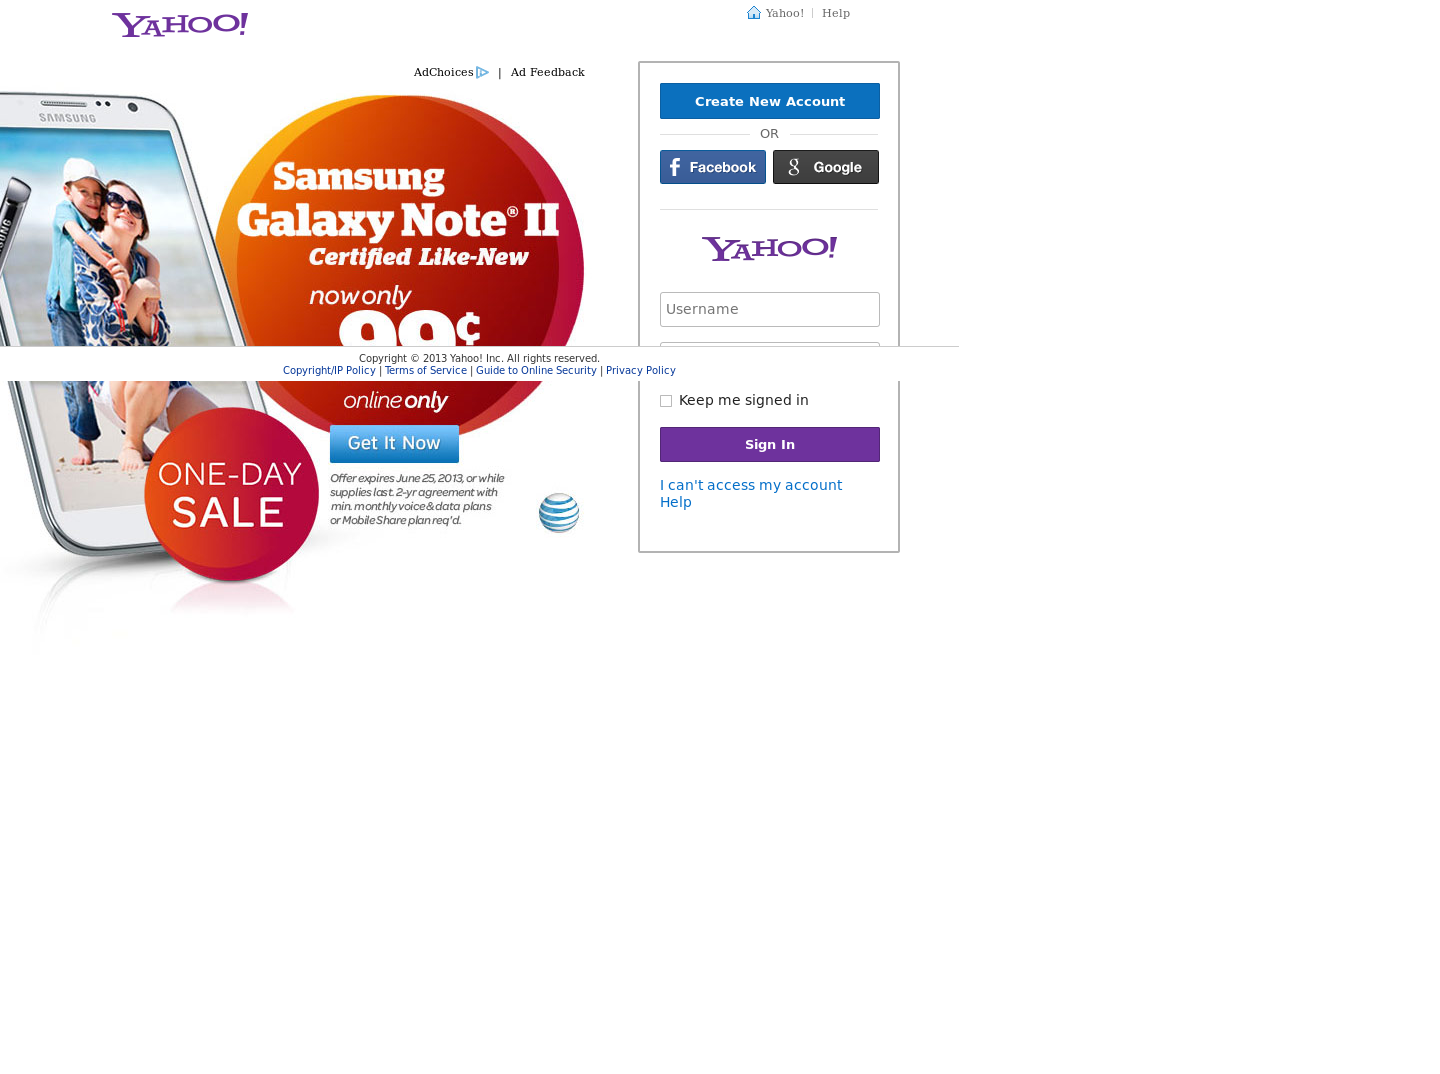 YAHOO!
Yahoo!
Help
AdChoices | Ad Feedback
SAMSUNG
SAMSUNG
Samsung
Galaxy Note® II
Certified Like-New
now only
99¢
online only
Get It Now
ONE-DAY
SALE
Offer expires June 25, 2013, or while
supplies last. 2-yr agreement with
min. monthly voice & data plans
or Mobile Share plan req'd.
Create New Account
OR
Facebook
Google
YAHOO!
Username
Keep me signed in
Sign In
I can't access my account
Help
Copyright © 2013 Yahoo! Inc. All rights reserved.
Copyright/IP Policy | Terms of Service | Guide to Online Security | Privacy Policy